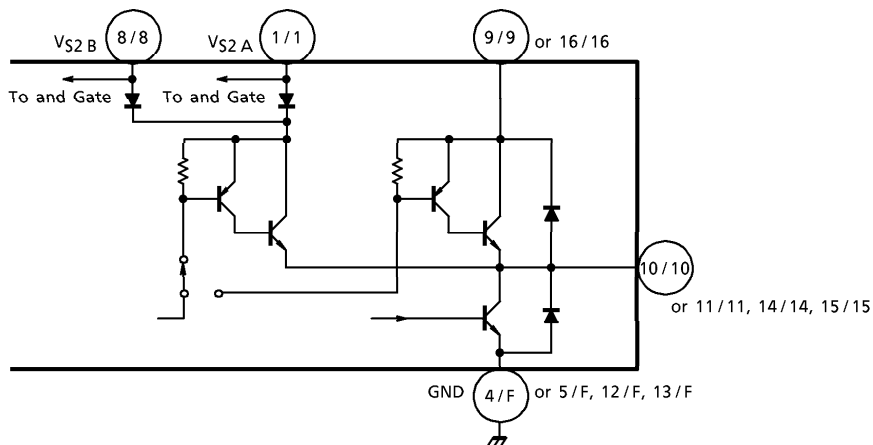 VS2 B 8/8 VS2 A 1/1 9/9 or 16/16
To and Gate To and Gate
10/10
or 11/11, 14/14, 15/15
GND 4/F or 5/F, 12/F, 13/F